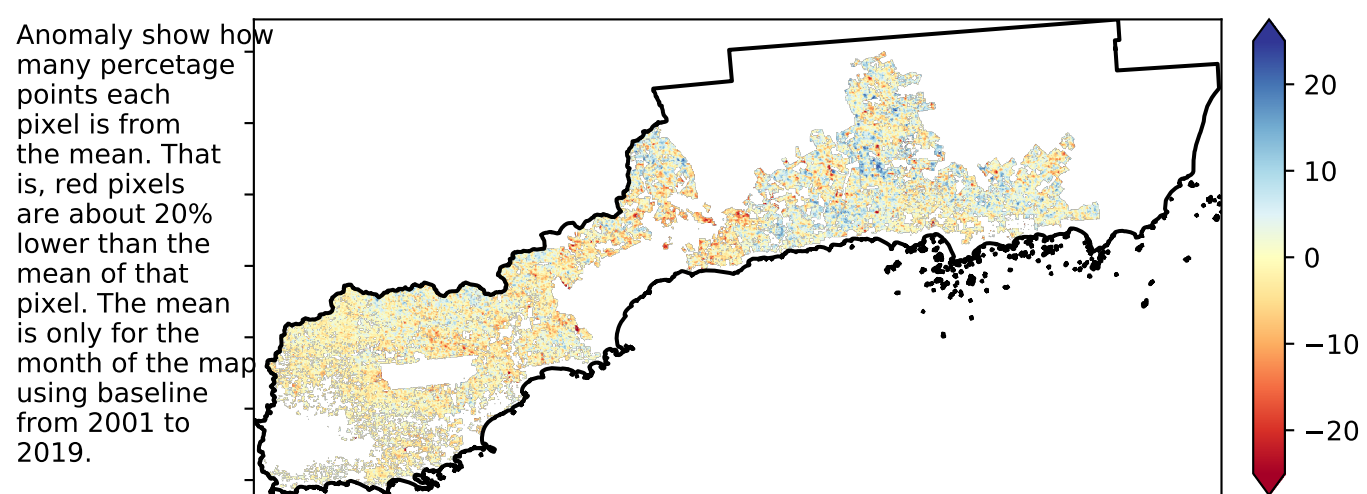 Anomaly show how
many percetage
points each
pixel is from
the mean. That
is, red pixels
are about 20%
lower than the
mean of that
pixel. The mean
is only for the
month of the map
using baseline
from 2001 to
2019.
20
10
0
−10
−20